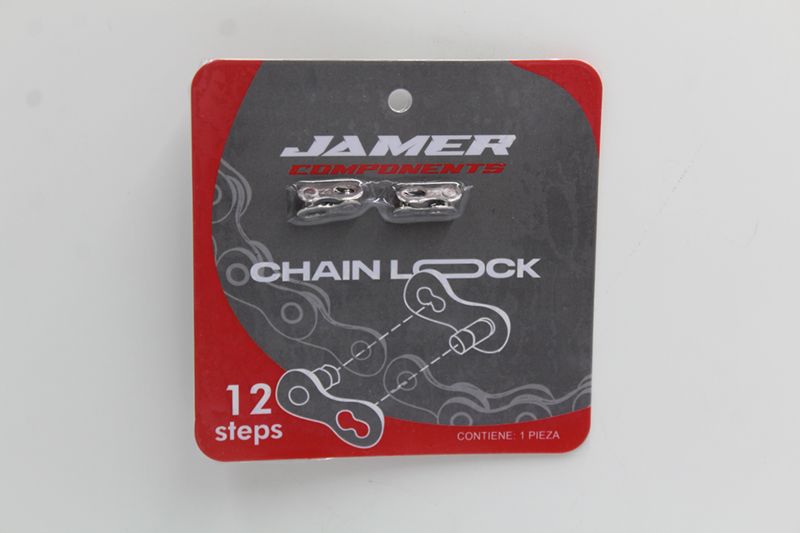 JAMER
COMPONENTS
CHAIN LOCK
12
steps
CONTIENE: 1 PIEZA